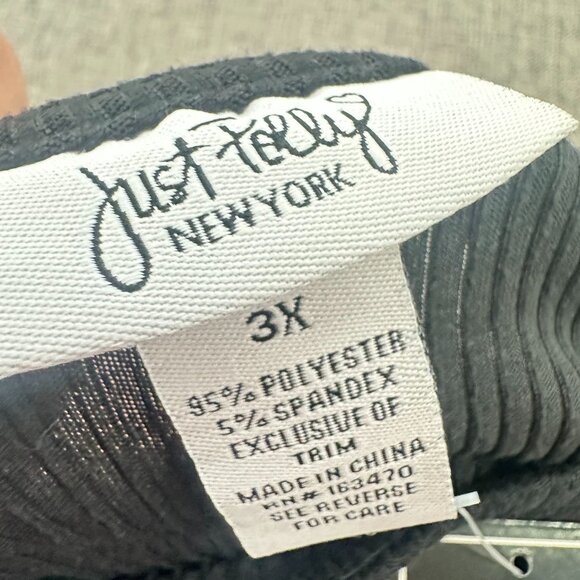 Just Polly
NEW YORK
3X
95% POLYESTER
5% SPANDEX
EXCLUSIVE OF
TRIM
MADE IN CHINA
RN# 163470
SEE REVERSE
FOR CARE